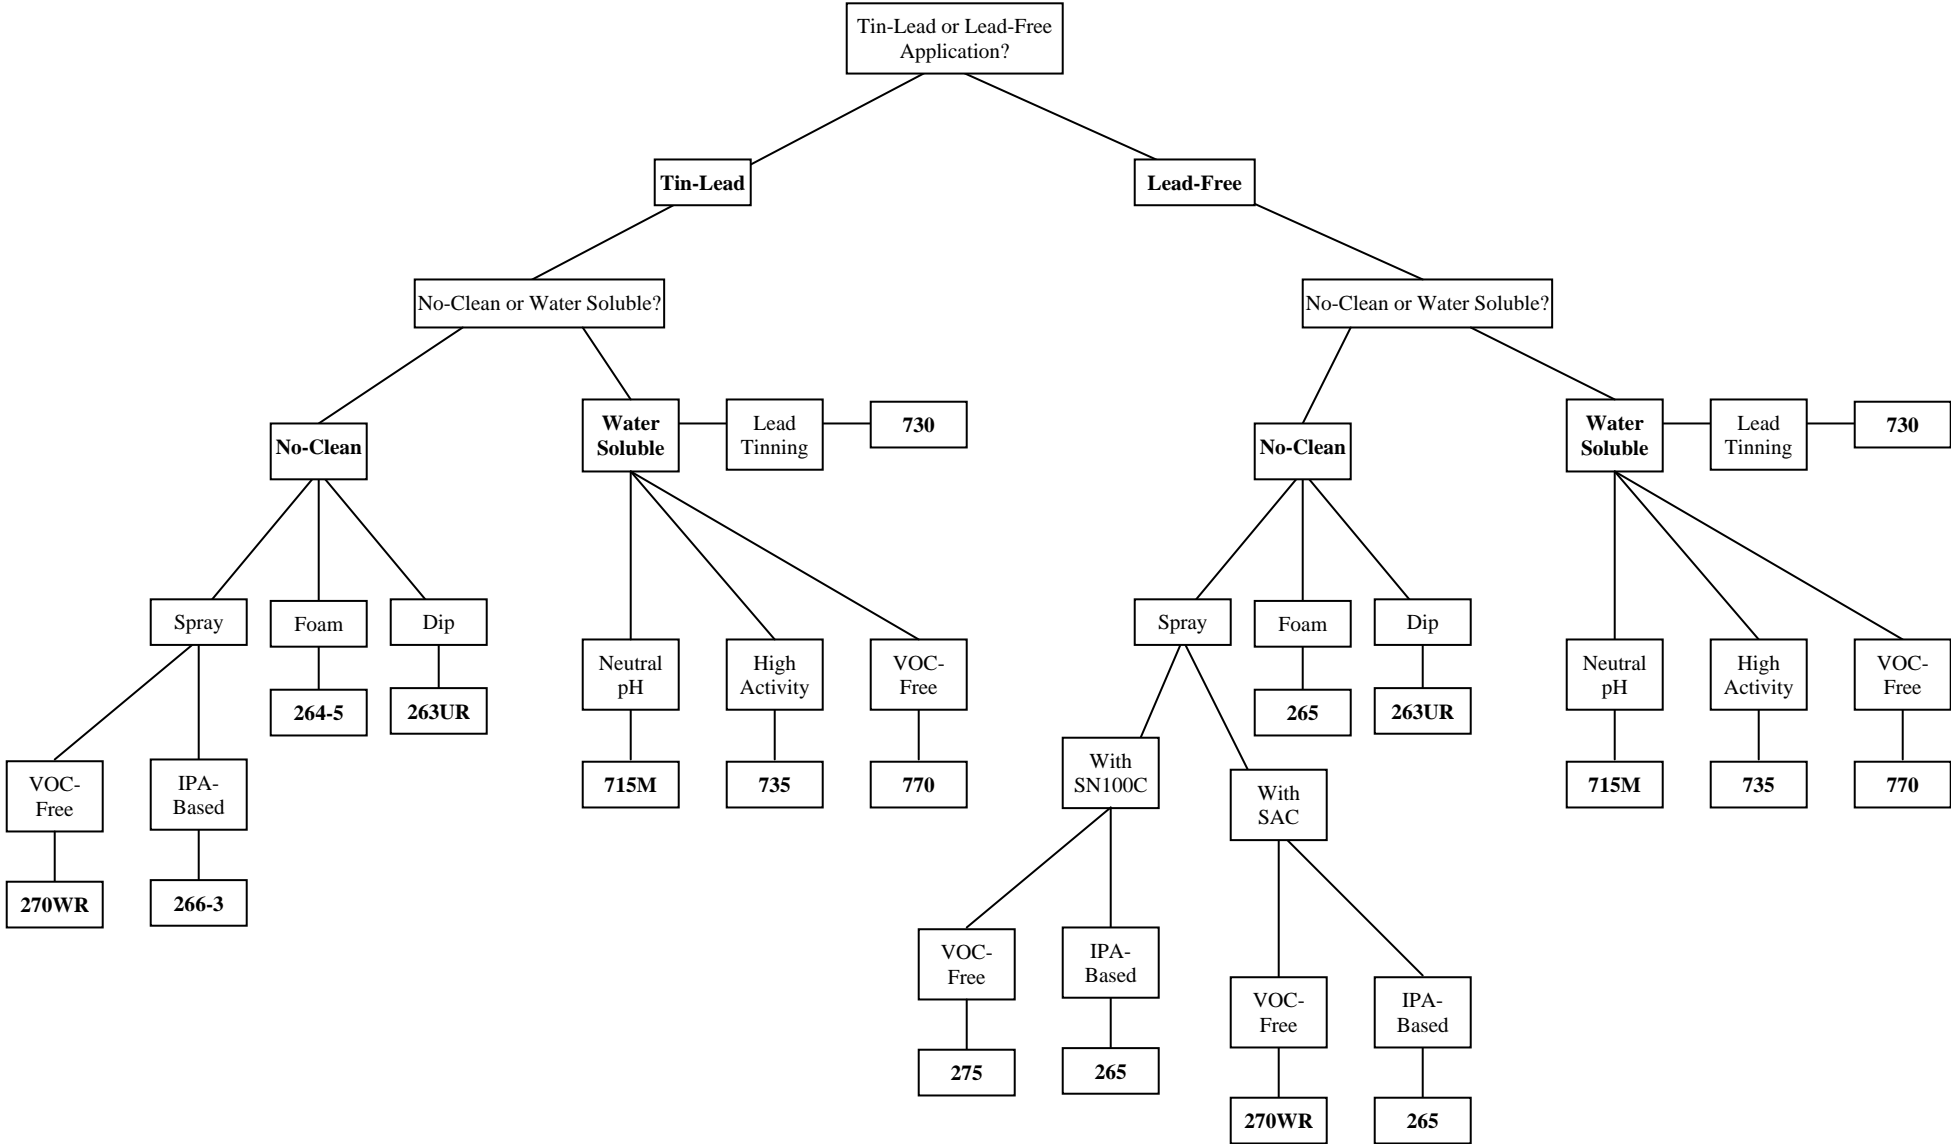 Tin-Lead or Lead-Free
Application?
Tin-Lead
Lead-Free
No-Clean or Water Soluble?
No-Clean or Water Soluble?
No-Clean
Water
Soluble
Lead
Tinning
730
No-Clean
Water
Soluble
Lead
Tinning
730
Spray
Foam
Dip
264-5
263UR
VOC-
Free
IPA-
Based
270WR
266-3
Neutral
pH
High
Activity
VOC-
Free
715M
735
770
Spray
Foam
Dip
265
263UR
With
SN100C
With
SAC
VOC-
Free
IPA-
Based
275
265
VOC-
Free
IPA-
Based
270WR
265
Neutral
pH
High
Activity
VOC-
Free
715M
735
770